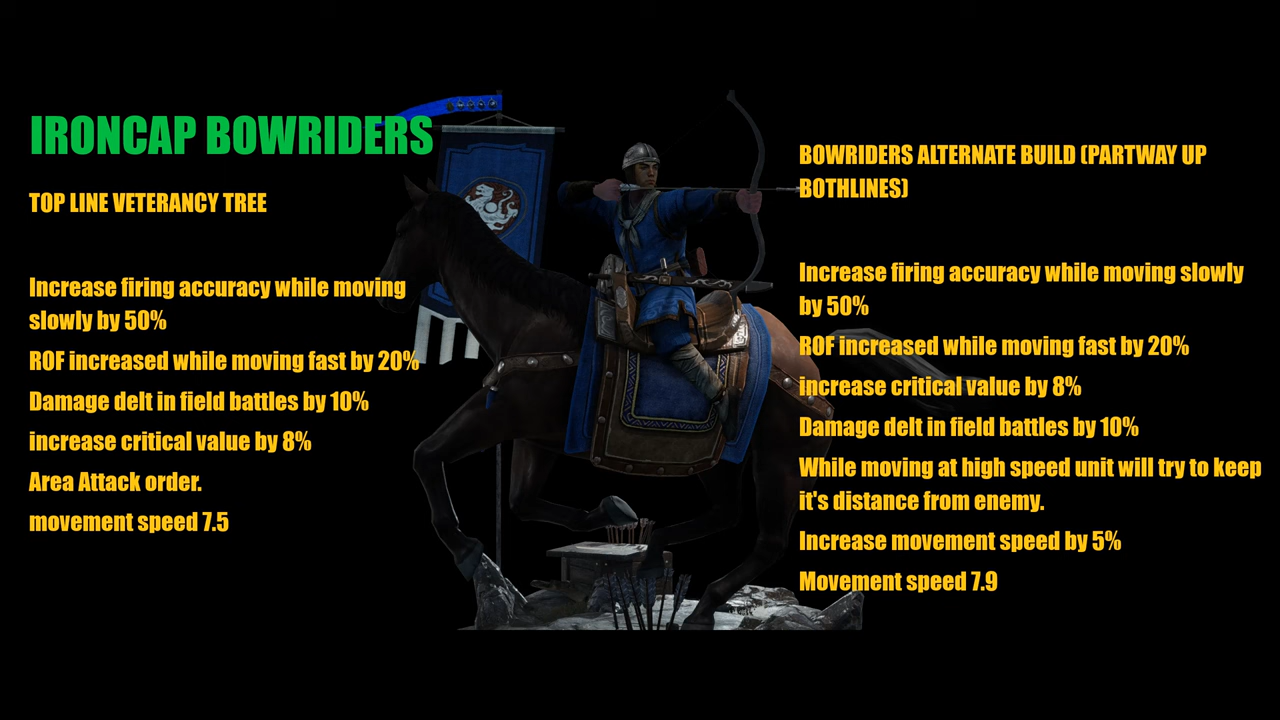 IRONCAP BOWRIDERS
TOP LINE VETERANCY TREE
Increase firing accuracy while moving
slowly by 50%
ROF increased while moving fast by 20%
Damage delt in field battles by 10%
increase critical value by 8%
Area Attack order.
movement speed 7.5
BOWRIDERS ALTERNATE BUILD (PARTWAY UP
BOTHLINES)
Increase firing accuracy while moving slowly
by 50%
ROF increased while moving fast by 20%
increase critical value by 8%
Damage delt in field battles by 10%
While moving at high speed unit will try to keep
it's distance from enemy.
Increase movement speed by 5%
Movement speed 7.9